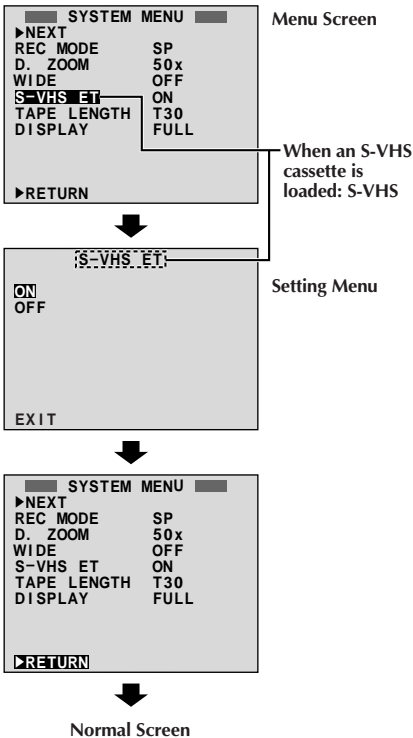 SYSTEM MENU
▶NEXT
REC MODE SP
D. ZOOM 50x
WIDE OFF
S–VHS ET ON
TAPE LENGTH T30
DISPLAY FULL
▶RETURN
Menu Screen
When an S-VHS
cassette is
loaded: S-VHS
S–VHS ET
ON
OFF
EXIT
Setting Menu
SYSTEM MENU
▶NEXT
REC MODE SP
D. ZOOM 50x
WIDE OFF
S–VHS ET ON
TAPE LENGTH T30
DISPLAY FULL
▶RETURN
Normal Screen